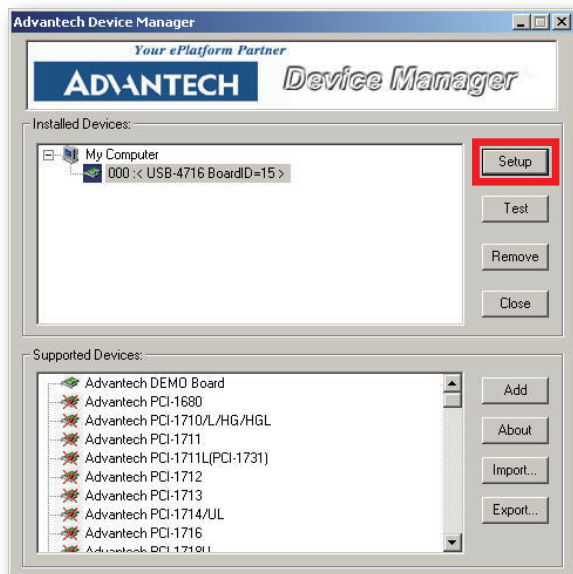 Advantech Device Manager
Your ePlatform Partner
ADVANTECH Device Manager
Installed Devices:
My Computer
000 :< USB-4716 BoardID=15 >
Setup
Test
Remove
Close
Supported Devices:
Advantech DEMO Board
Advantech PCI-1680
Advantech PCI-1710/L/HG/HGL
Advantech PCI-1711
Advantech PCI-1711L(PCI-1731)
Advantech PCI-1712
Advantech PCI-1713
Advantech PCI-1714/UL
Advantech PCI-1716
Advantech PCI-1718U
Add
About
Import...
Export...